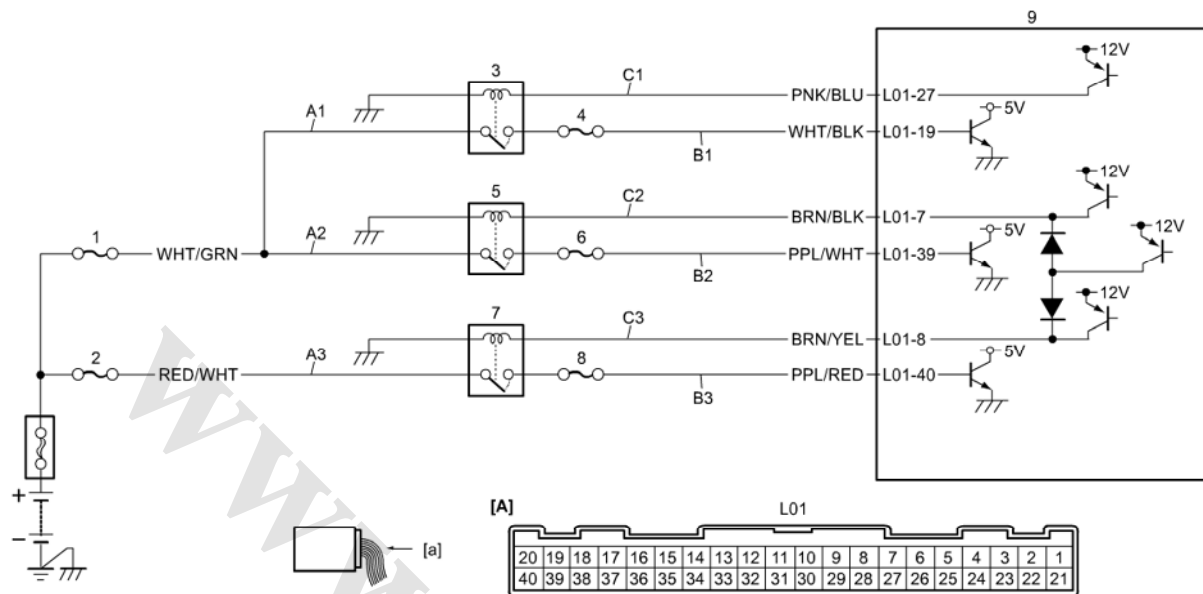 9
12V
3
C1
PNK/BLU
L01-27
A1
4
5V
WHT/BLK
L01-19
B1
12V
5
C2
BRN/BLK
L01-7
12V
1
WHT/GRN
A2
6
5V
PPL/WHT
L01-39
B2
12V
7
C3
BRN/YEL
L01-8
2
RED/WHT
A3
8
5V
PPL/RED
L01-40
B3
+
−
[A]
L01
[a]
20 19 18 17 16 15 14 13 12 11 10 9 8 7 6 5 4 3 2 1
40 39 38 37 36 35 34 33 32 31 30 29 28 27 26 25 24 23 22 21
WWW